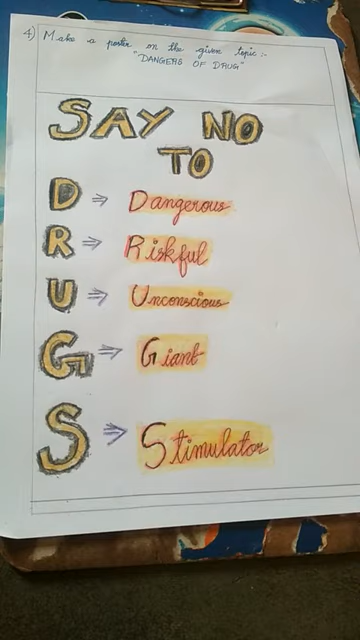 4) Make a poster on the given topic :-
"DANGERS OF DRUG"
SAY NO
TO
D ⇒ Dangerous
R ⇒ Riskful
U ⇒ Unconscious
G ⇒ Giant
S ⇒ Stimulator